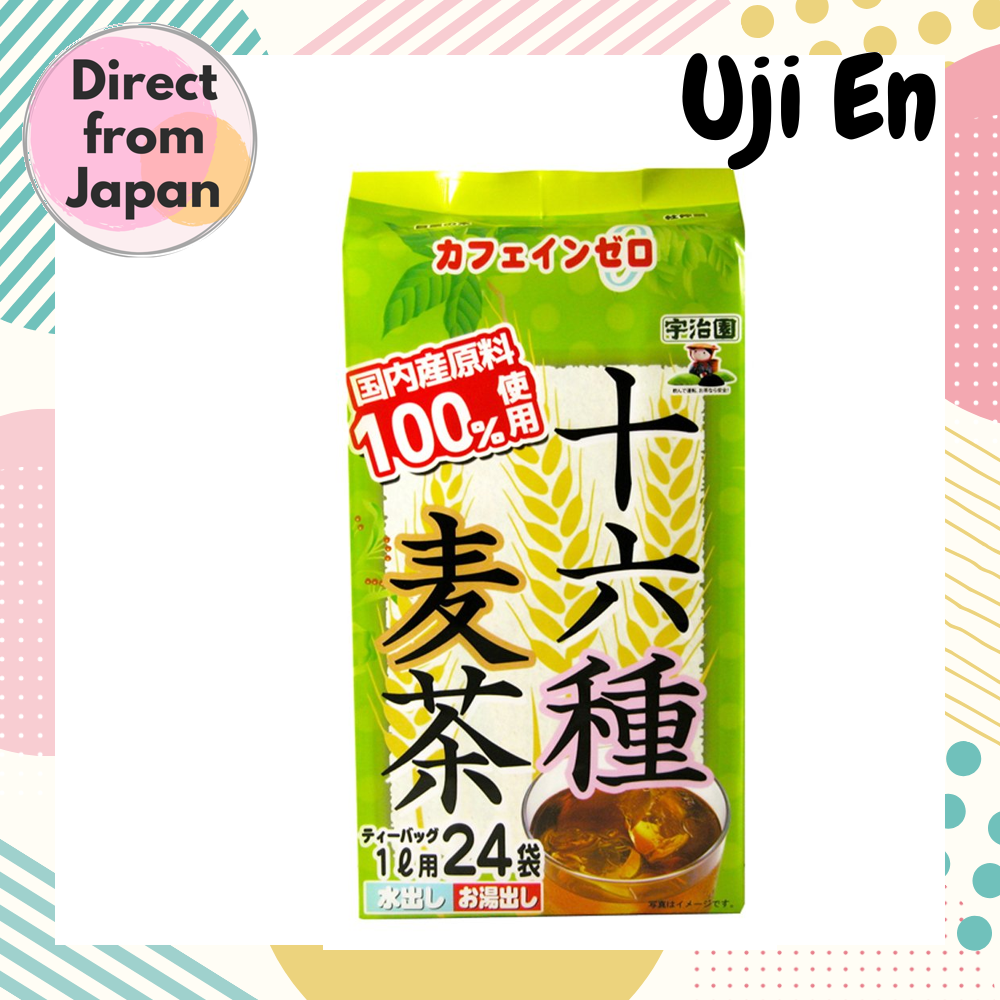 Direct
from
Japan
Uji En
カフェインゼロ
宇治園
国内産原料
100%使用
十六種
麦茶
ティーバッグ
1ℓ用24袋
水出し
お湯出し
写真はイメージです。